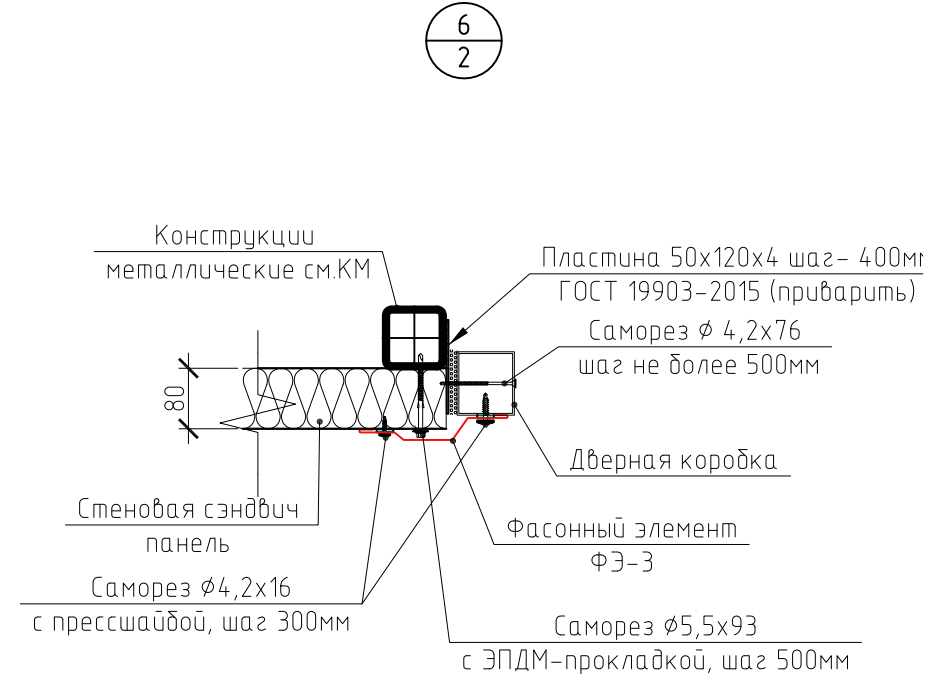 6
2
Конструкции
металлические см.КМ
Пластина 50х120х4 шаг- 400м
ГОСТ 19903-2015 (приварить)
Саморез Ø 4,2х76
шаг не более 500мм
80
Дверная коробка
Стеновая сэндвич
панель
Фасонный элемент
ФЭ-3
Саморез Ø4,2х16
с прессшайбой, шаг 300мм
Саморез Ø5,5х93
с ЭПДМ-прокладкой, шаг 500мм